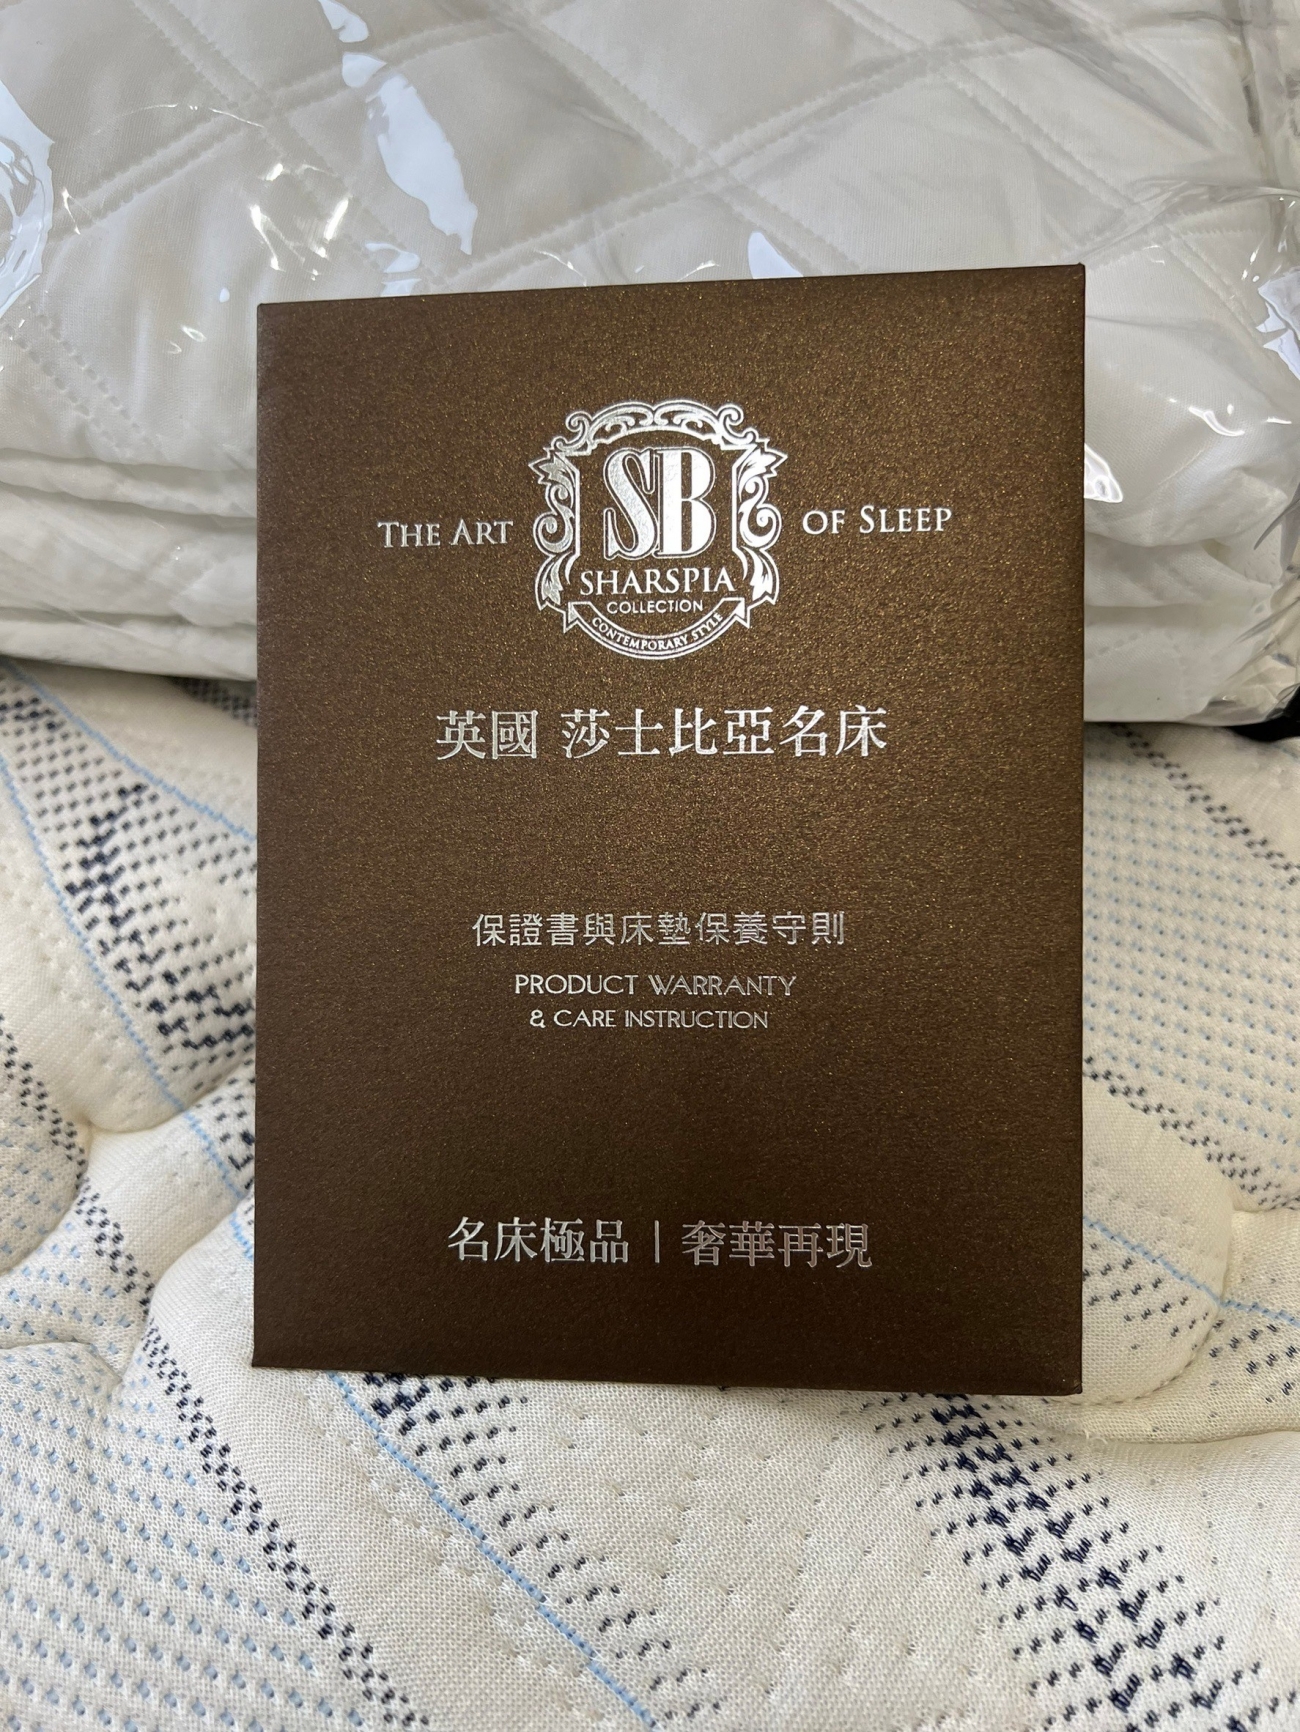 THE ART OF SLEEP
SB
SHARSPIA
COLLECTION
CONTEMPORARY STYLE
英國 莎士比亞名床
保證書與床墊保養守則
PRODUCT WARRANTY
& CARE INSTRUCTION
名床極品 | 奢華再現